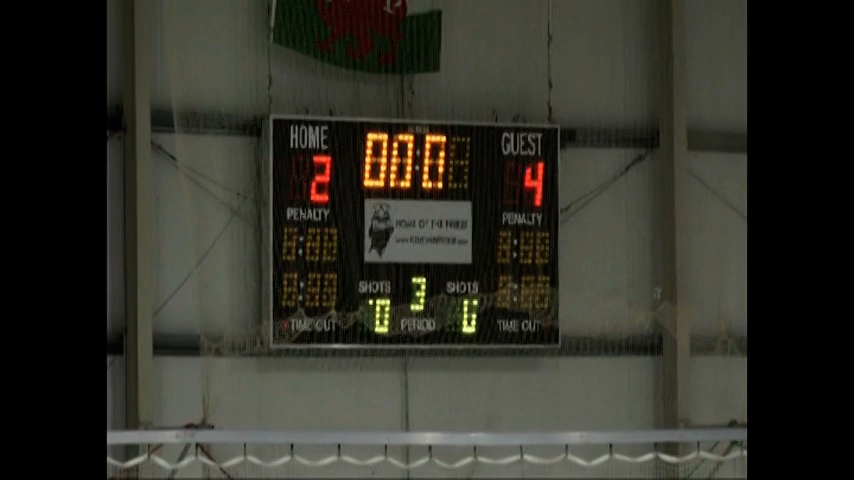 HOME
GUEST
00:0
2
4
PENALTY
PENALTY
HOME OF THE
SHOTS
3
SHOTS
0
0
TIME OUT
PERIOD
TIME OUT